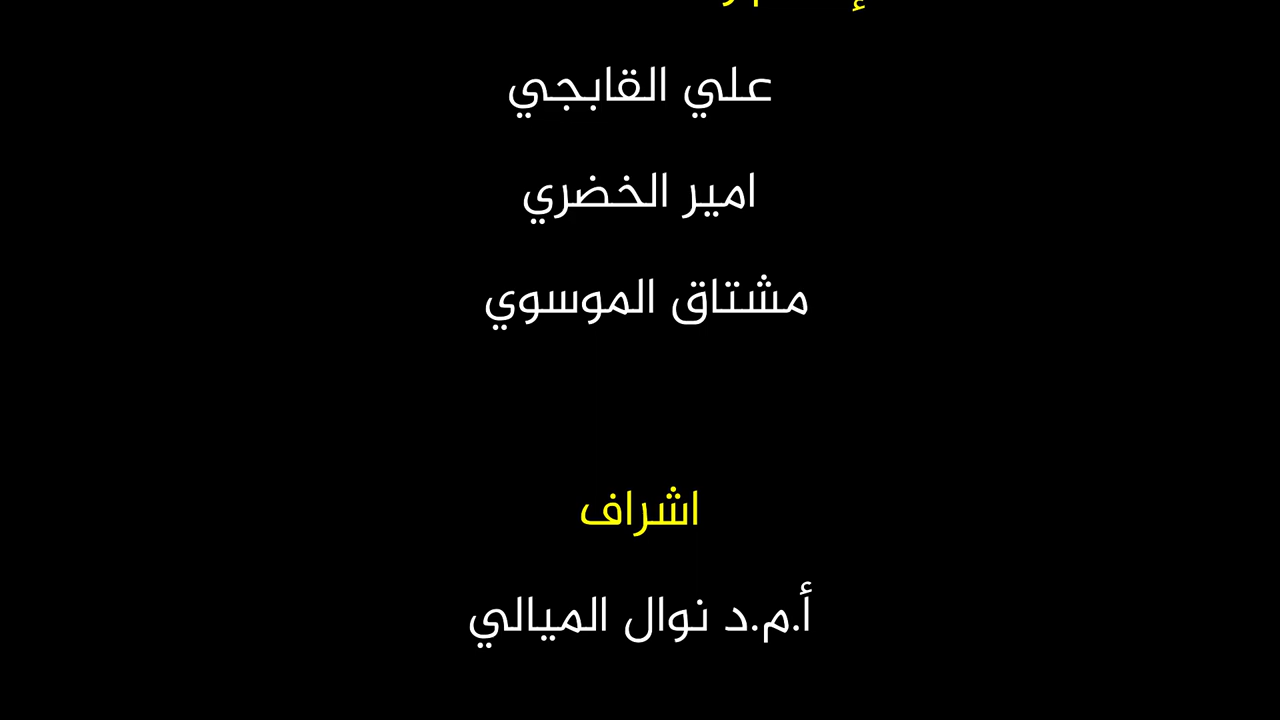 علي القابجي
امير الخضري
مشتاق الموسوي
اشراف
أ.م.د نوال الميالي